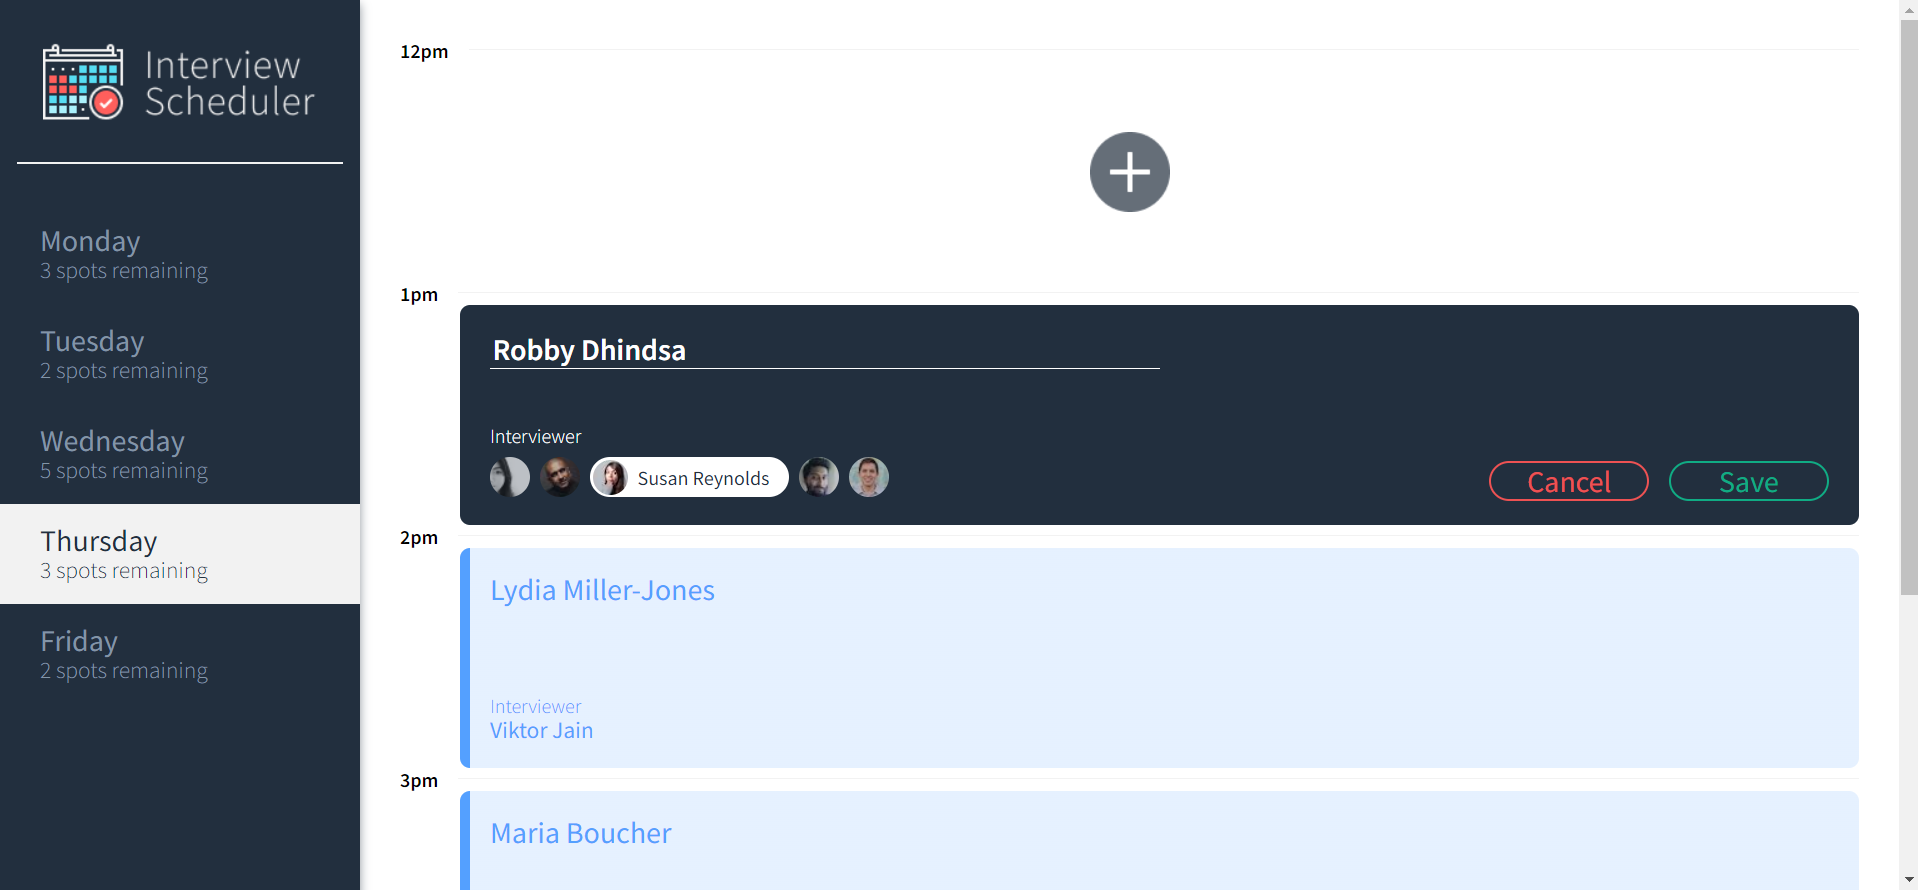 Interview
Scheduler
Monday
3 spots remaining
Tuesday
2 spots remaining
Wednesday
5 spots remaining
Thursday
3 spots remaining
Friday
2 spots remaining
12pm
1pm
Robby Dhindsa
Interviewer
Susan Reynolds
Cancel
Save
2pm
Lydia Miller-Jones
Interviewer
Viktor Jain
3pm
Maria Boucher